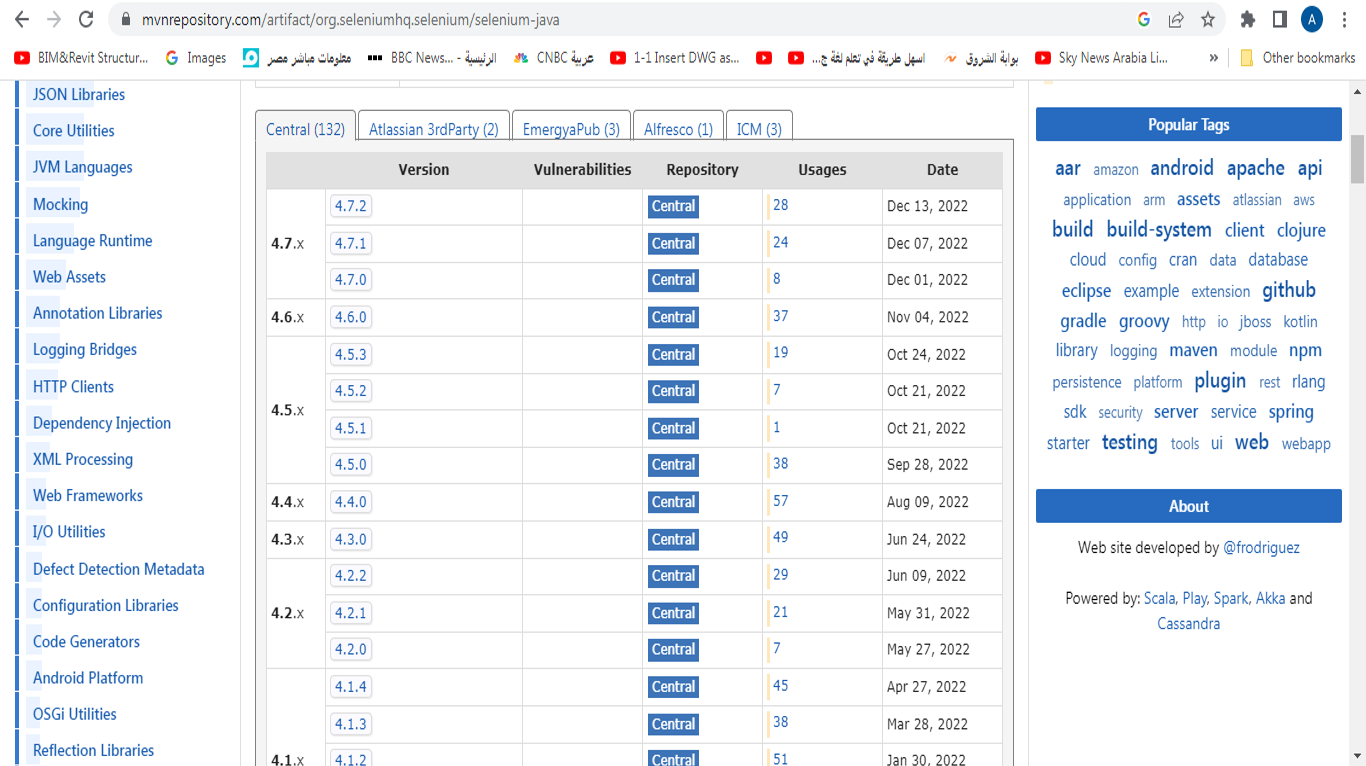 mvnrepository.com/artifact/org.seleniumhq.selenium/selenium-java
BIM&Revit Structur... Images معلومات مباشر مصر BBC News... - الرئيسية CNBC عربية 1-1 Insert DWG as... اسهل طريقة في تعلم لغة ج... بوابة الشروق Sky News Arabia Li... » Other bookmarks
A
JSON Libraries
Core Utilities
JVM Languages
Mocking
Language Runtime
Web Assets
Annotation Libraries
Logging Bridges
HTTP Clients
Dependency Injection
XML Processing
Web Frameworks
I/O Utilities
Defect Detection Metadata
Configuration Libraries
Code Generators
Android Platform
OSGi Utilities
Reflection Libraries
Central (132) Atlassian 3rdParty (2) EmergyaPub (3) Alfresco (1) ICM (3)
Version Vulnerabilities Repository Usages Date
4.7.x
4.7.2 Central 28 Dec 13, 2022
4.7.1 Central 24 Dec 07, 2022
4.7.0 Central 8 Dec 01, 2022
4.6.x 4.6.0 Central 37 Nov 04, 2022
4.5.x
4.5.3 Central 19 Oct 24, 2022
4.5.2 Central 7 Oct 21, 2022
4.5.1 Central 1 Oct 21, 2022
4.5.0 Central 38 Sep 28, 2022
4.4.x 4.4.0 Central 57 Aug 09, 2022
4.3.x 4.3.0 Central 49 Jun 24, 2022
4.2.x
4.2.2 Central 29 Jun 09, 2022
4.2.1 Central 21 May 31, 2022
4.2.0 Central 7 May 27, 2022
4.1.4 Central 45 Apr 27, 2022
4.1.3 Central 38 Mar 28, 2022
4.1.x 4.1.2 Central 51 Jan 30, 2022
Popular Tags
aar amazon android apache api
application arm assets atlassian aws
build build-system client clojure
cloud config cran data database
eclipse example extension github
gradle groovy http io jboss kotlin
library logging maven module npm
persistence platform plugin rest rlang
sdk security server service spring
starter testing tools ui web webapp
About
Web site developed by @frodriguez
Powered by: Scala, Play, Spark, Akka and
Cassandra